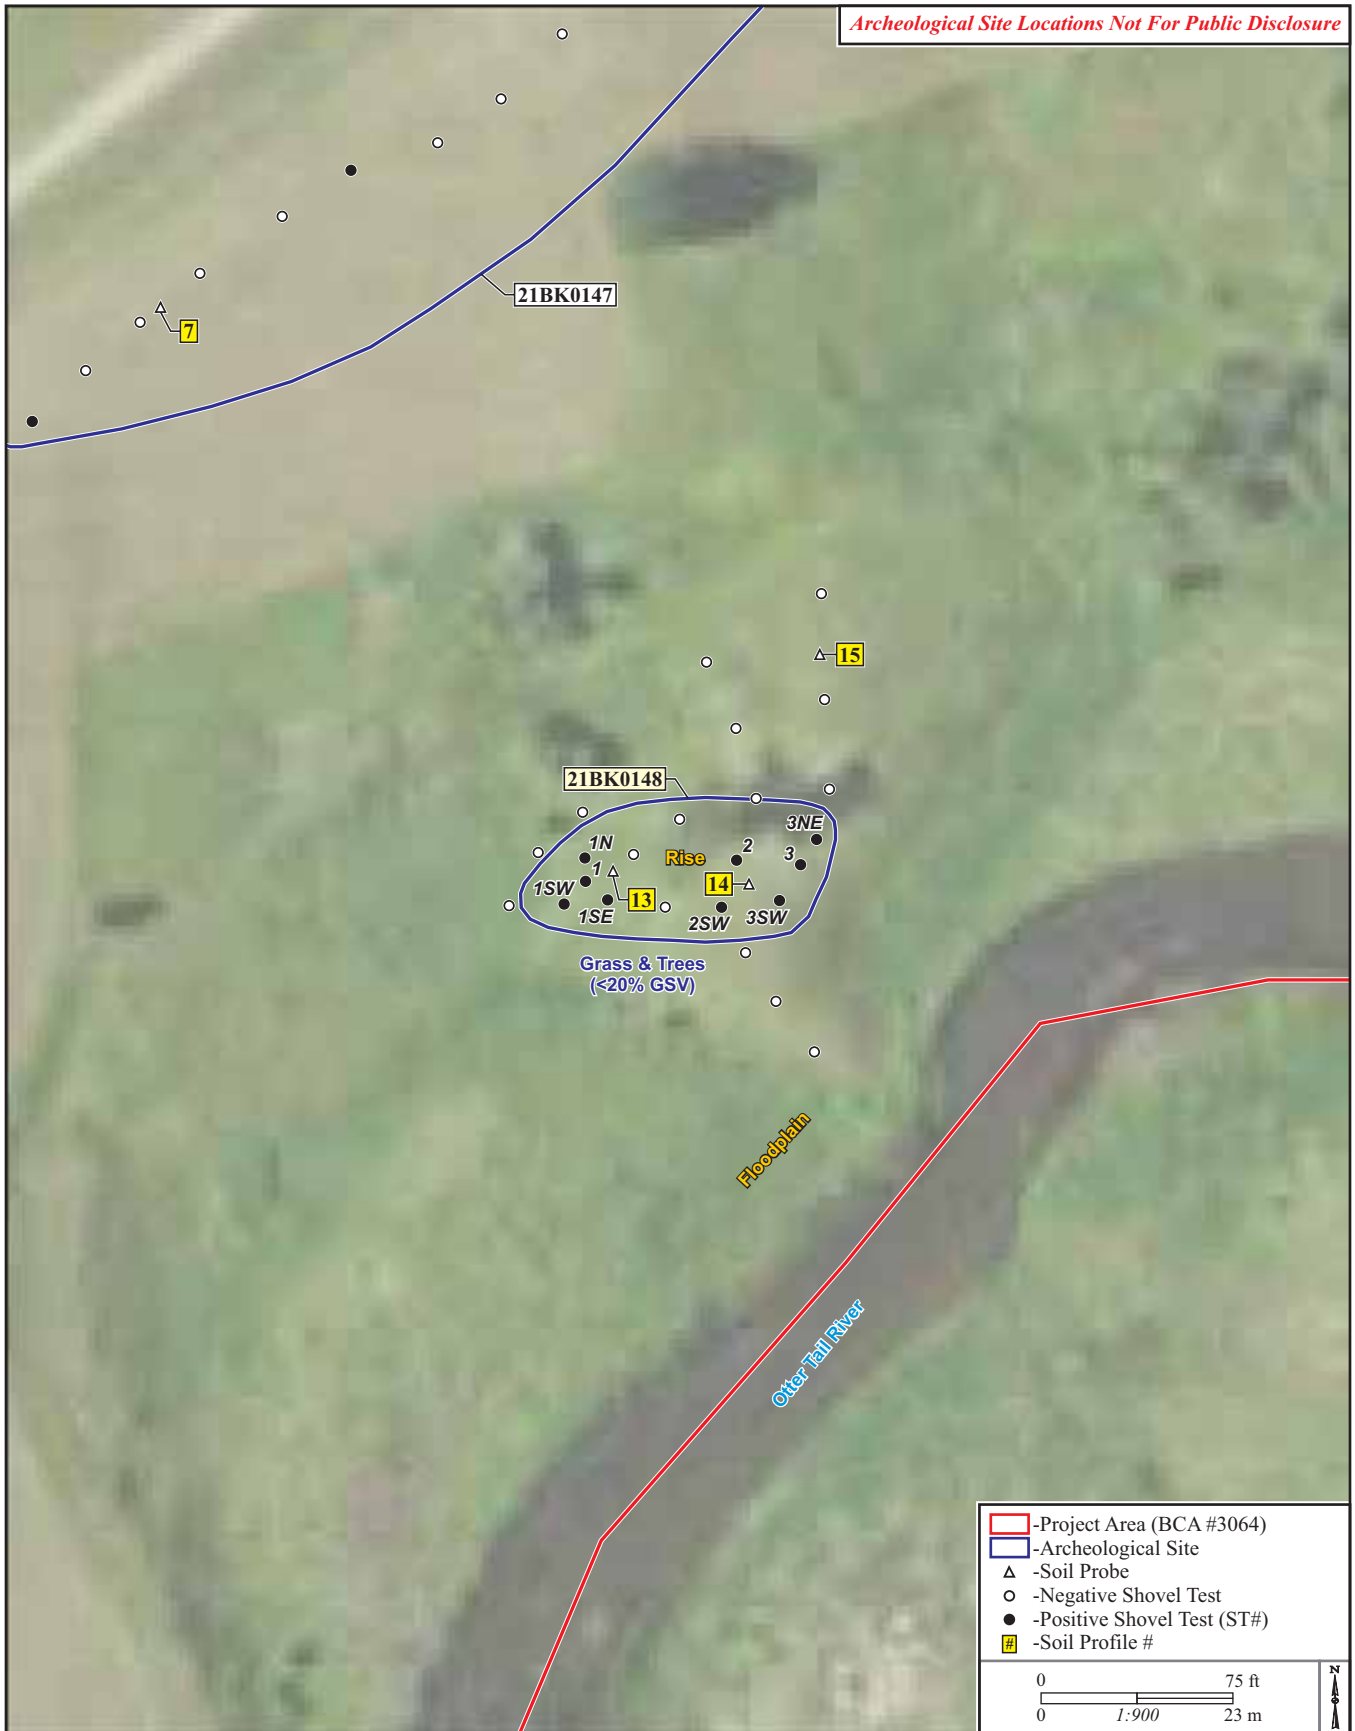 Archeological Site Locations Not For Public Disclosure
21BK0147
7
15
21BK0148
3NE
1N
2
Rise
3
1
14
1SW
13
1SE
2SW
3SW
Grass & Trees
(<20% GSV)
Floodplain
Otter Tail River
-Project Area (BCA #3064)
-Archeological Site
-Soil Probe
-Negative Shovel Test
-Positive Shovel Test (ST#)
# -Soil Profile #
0 75 ft
0 1:900 23 m
N